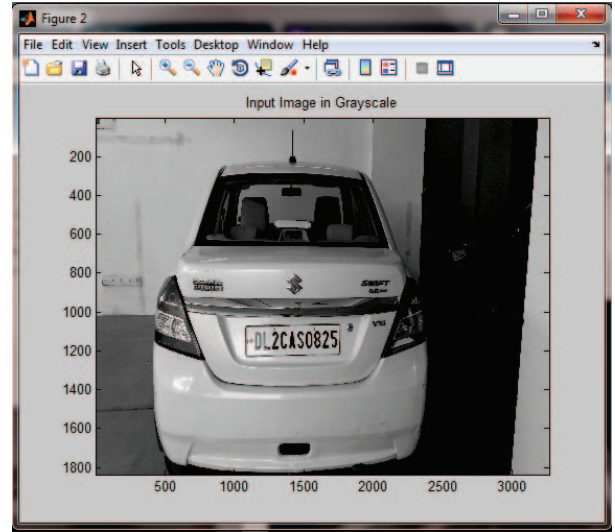 Figure 2
File Edit View Insert Tools Desktop Window Help
Input Image in Grayscale
200
400
600
800
1000
1200
1400
1600
1800
SWIFT
VXI
DL2CAS0825
500 1000 1500 2000 2500 3000